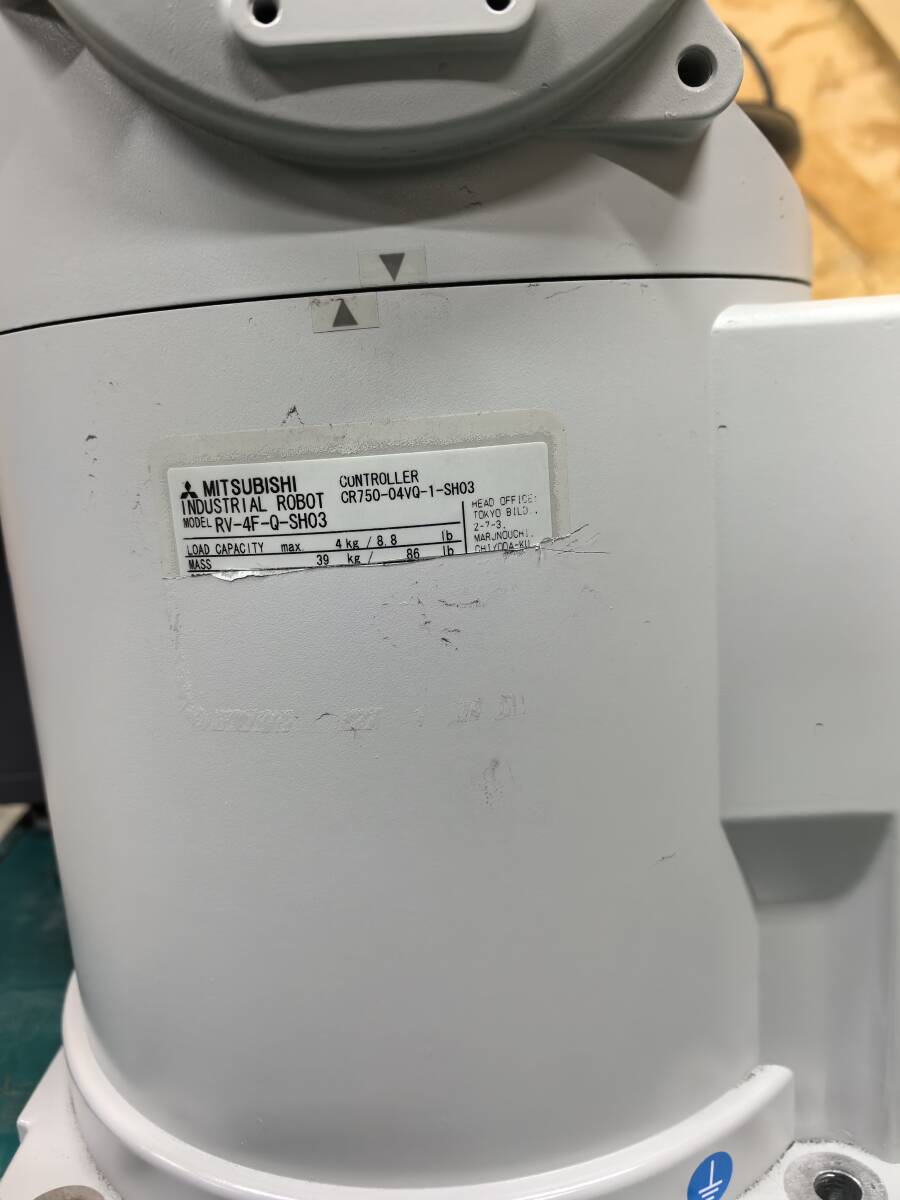 MITSUBISHI
INDUSTRIAL ROBOT
MODEL RV-4F-Q-SH03
CONTROLLER
CR750-04VQ-1-SH03
LOAD CAPACITY max. 4 kg / 8.8 lb
MASS 39 kg / 86 lb
HEAD OFFICE:
TOKYO BILD.,
2-7-3,
MARUNOUCHI,
CHIYODA-KU